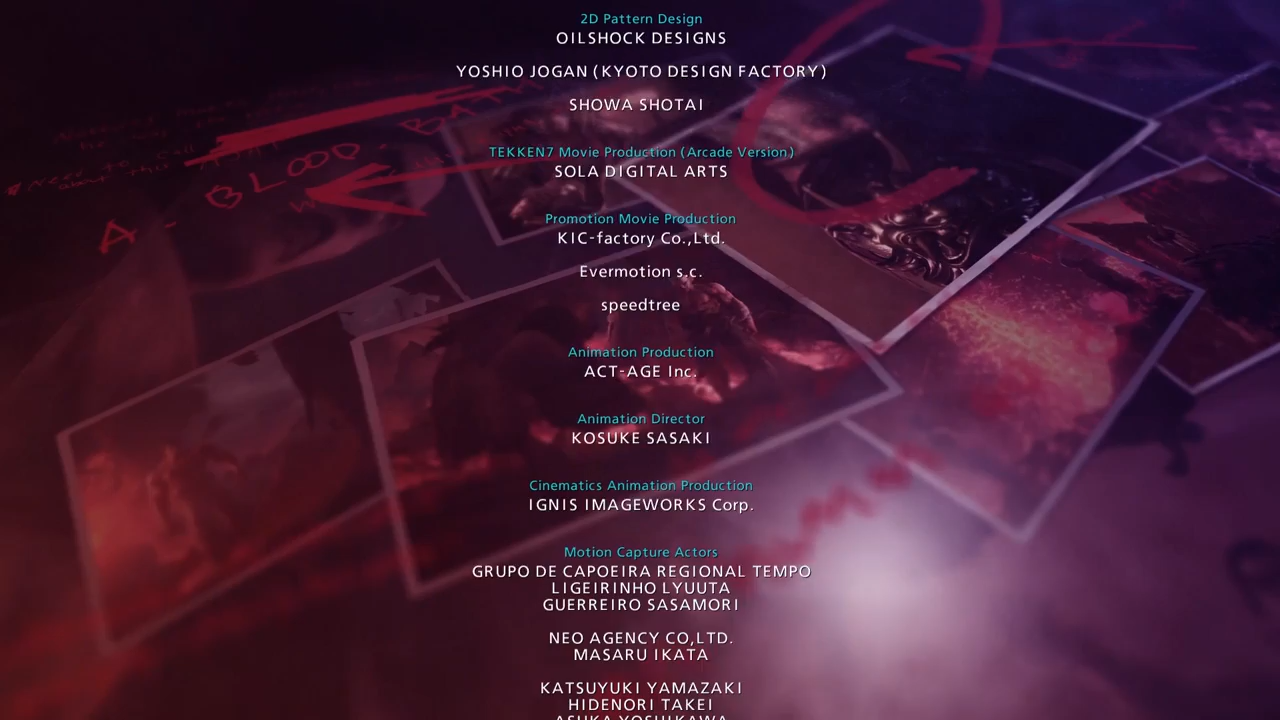 2D Pattern Design
OILSHOCK DESIGNS
YOSHIO JOGAN (KYOTO DESIGN FACTORY)
SHOWA SHOTAI
TEKKEN7 Movie Production (Arcade Version)
SOLA DIGITAL ARTS
Promotion Movie Production
KIC-factory Co.,Ltd.
Evermotion s.c.
speedtree
Animation Production
ACT-AGE Inc.
Animation Director
KOSUKE SASAKI
Cinematics Animation Production
IGNIS IMAGEWORKS Corp.
Motion Capture Actors
GRUPO DE CAPOEIRA REGIONAL TEMPO
LIGEIRINHO LYUUTA
GUERREIRO SASAMORI
NEO AGENCY CO,LTD.
MASARU IKATA
KATSUYUKI YAMAZAKI
HIDENORI TAKEI
ASUKA YOSHIKAWA
A - BLOOD